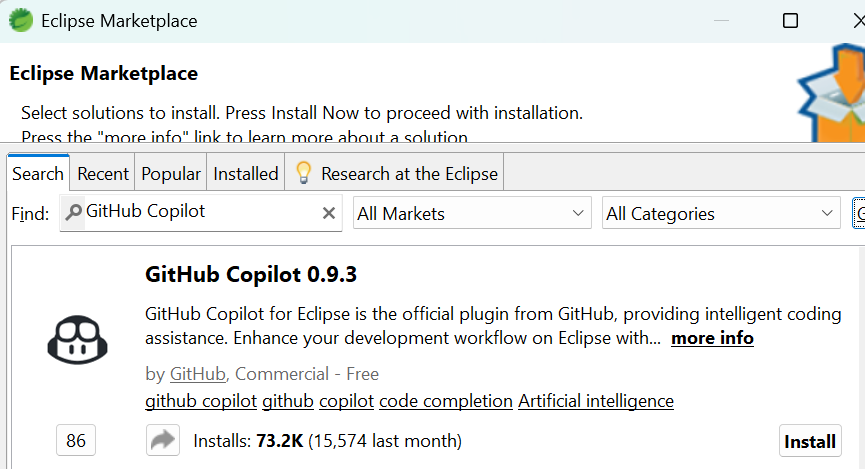 Eclipse Marketplace
Eclipse Marketplace
Select solutions to install. Press Install Now to proceed with installation.
Press the "more info" link to learn more about a solution
Search Recent Popular Installed Research at the Eclipse
Find: GitHub Copilot All Markets All Categories
GitHub Copilot 0.9.3
GitHub Copilot for Eclipse is the official plugin from GitHub, providing intelligent coding
assistance. Enhance your development workflow on Eclipse with... more info
by GitHub, Commercial - Free
github copilot github copilot code completion Artificial intelligence
86 Installs: 73.2K (15,574 last month) Install